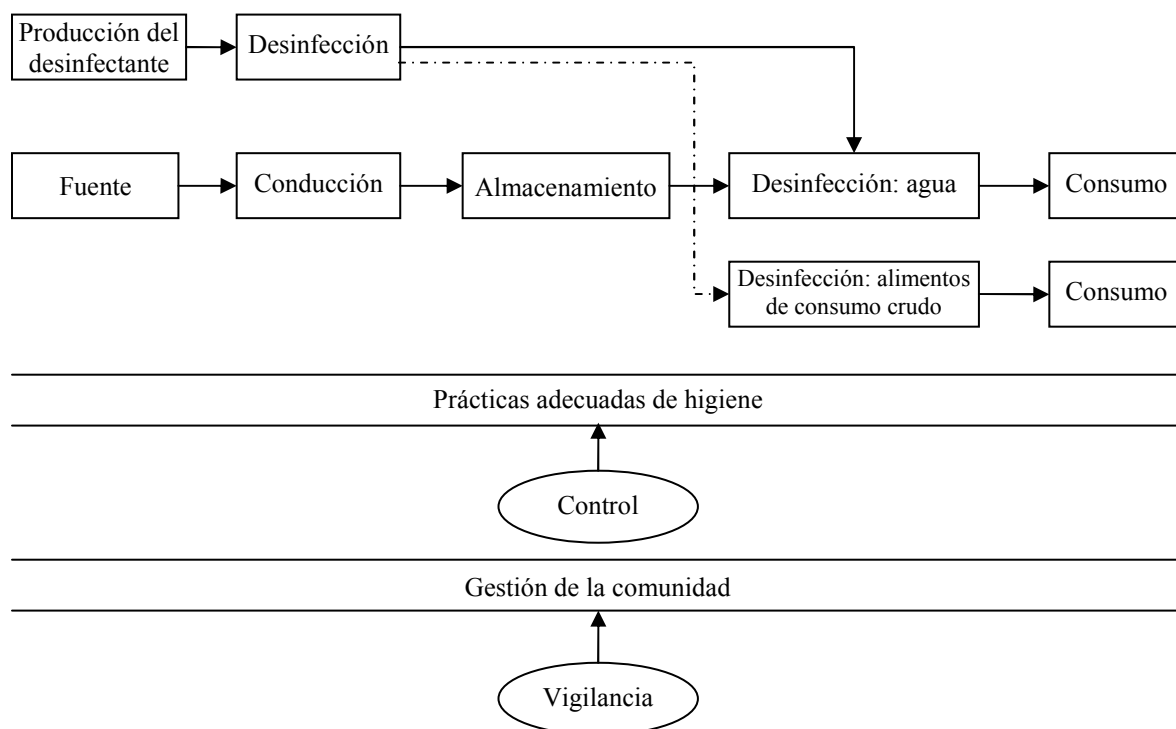 Producción del
desinfectante
Desinfección
Fuente
Conducción
Almacenamiento
Desinfección: agua
Consumo
Desinfección: alimentos
de consumo crudo
Consumo
Prácticas adecuadas de higiene
Control
Gestión de la comunidad
Vigilancia